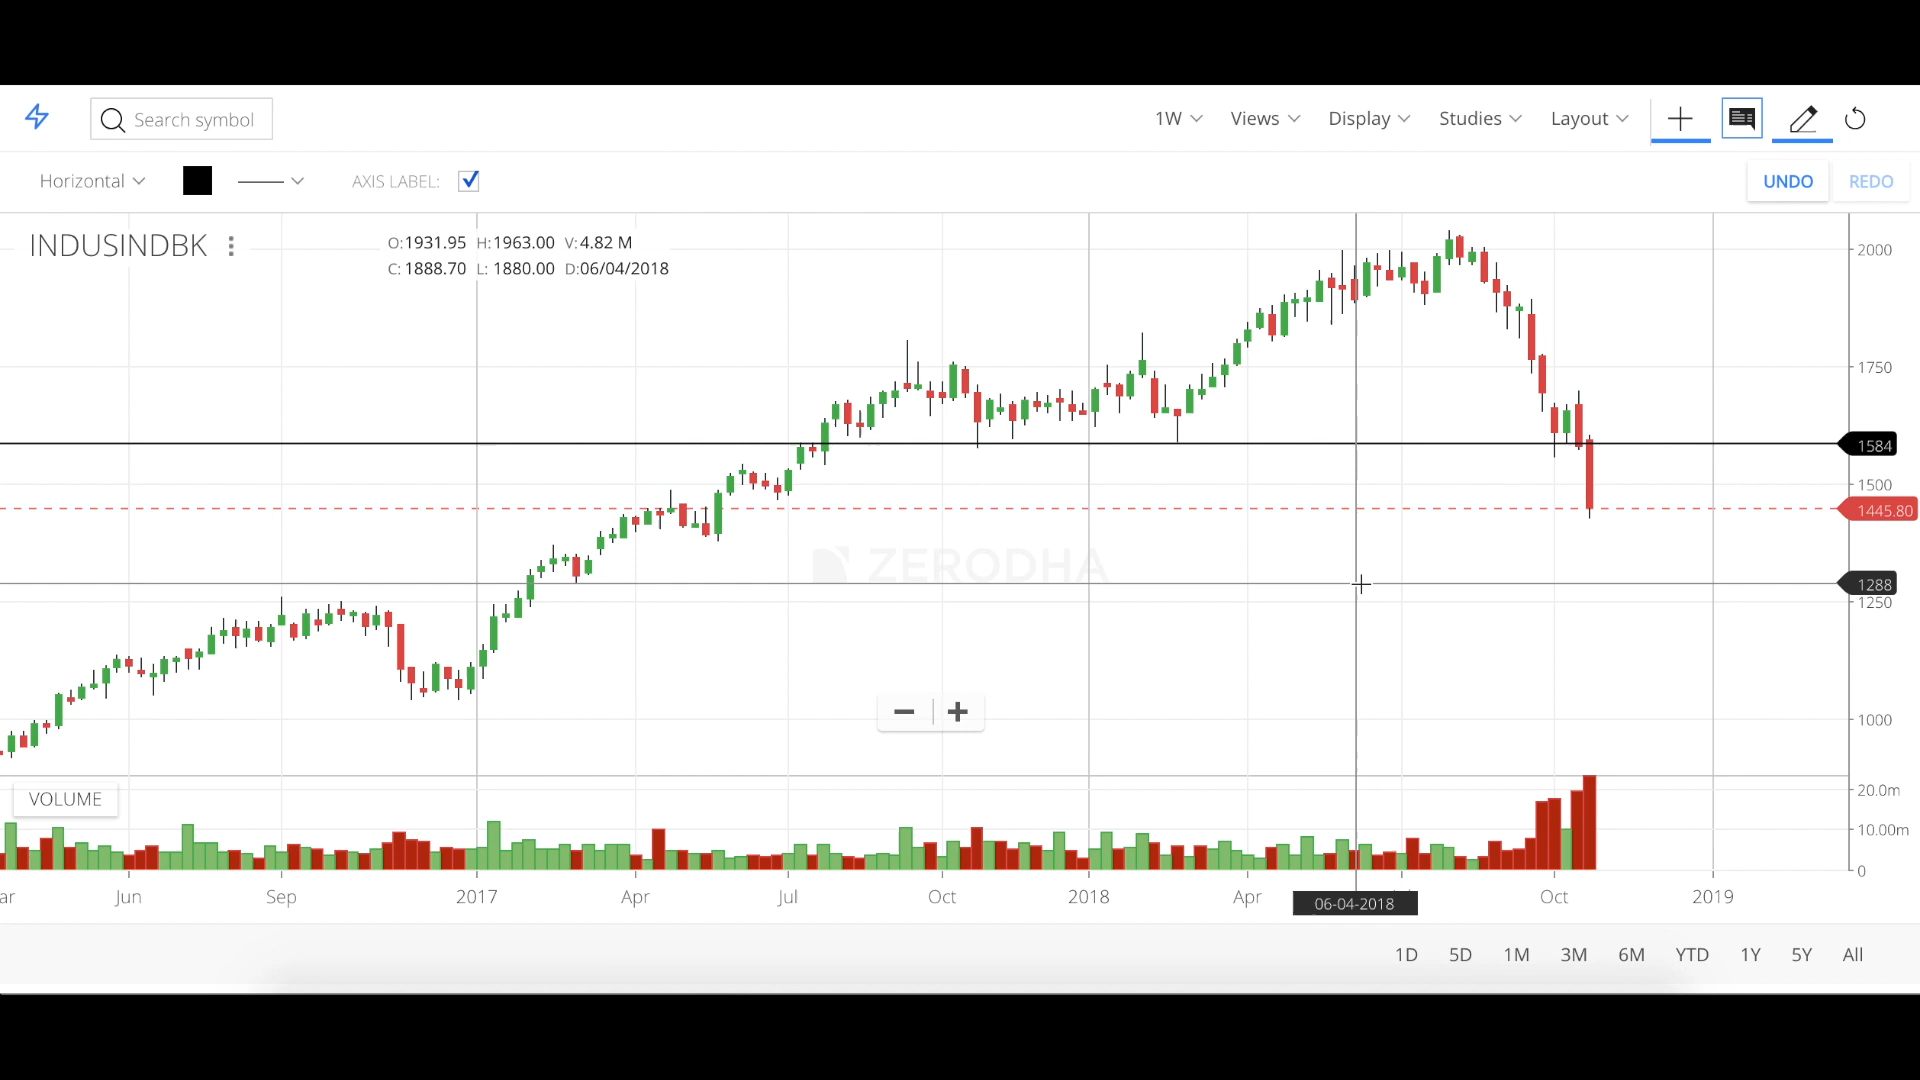 Search symbol
1W Views Display Studies Layout
Horizontal AXIS LABEL: UNDO REDO
INDUSINDBK
O:1931.95 H:1963.00 V:4.82 M
C:1888.70 L:1880.00 D:06/04/2018
2000
1750
1584
1500
1445.80
ZERODHA
1288
1250
1000
VOLUME
20.0m
10.00m
0
ar Jun Sep 2017 Apr Jul Oct 2018 Apr 06-04-2018 Oct 2019
1D 5D 1M 3M 6M YTD 1Y 5Y All